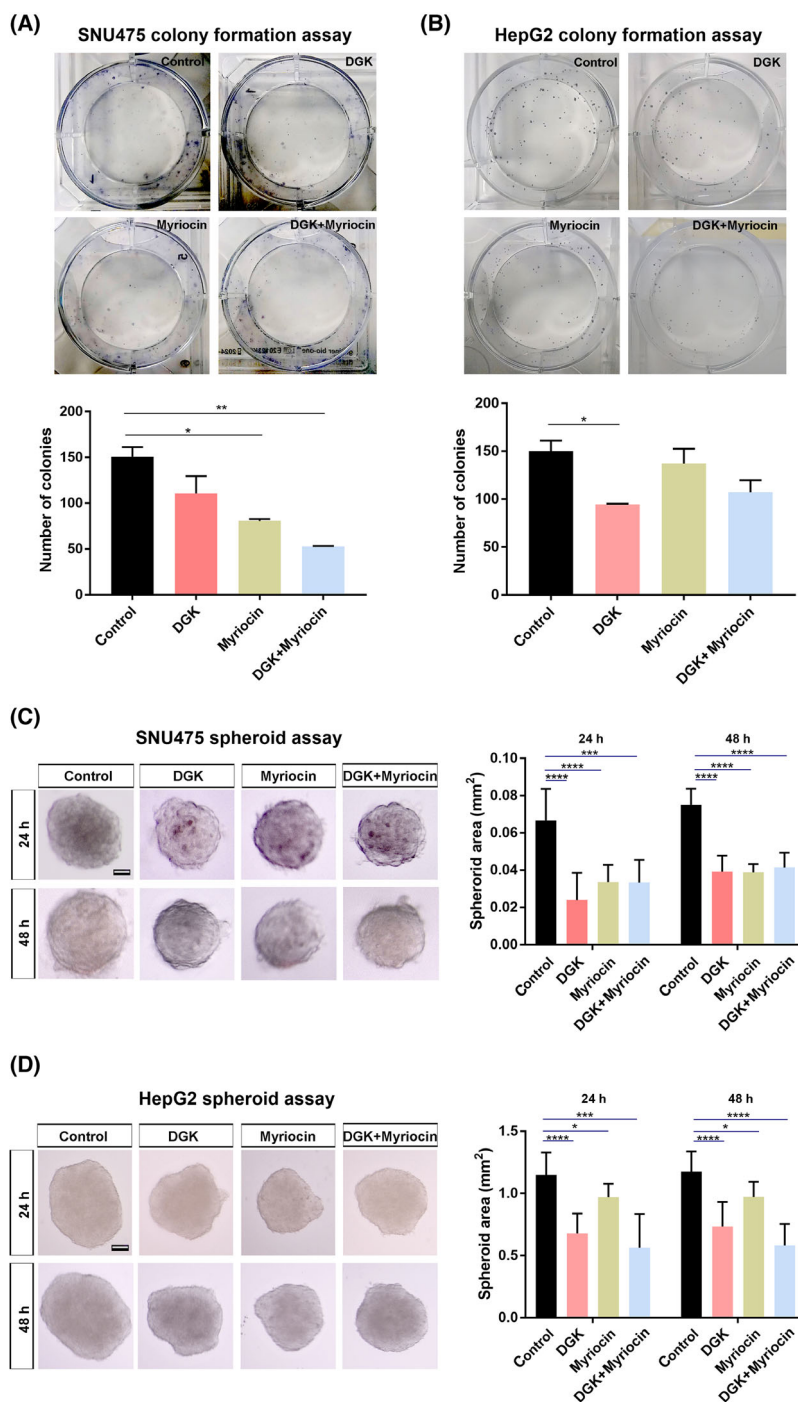 (A)
SNU475 colony formation assay
Control
DGK
Myriocin
DGK+Myriocin
Number of colonies
200
150
100
50
0
**
*
Control
DGK
Myriocin
DGK+Myriocin
(B)
HepG2 colony formation assay
Control
DGK
Myriocin
DGK+Myriocin
Number of colonies
200
150
100
50
0
*
Control
DGK
Myriocin
DGK+ Myriocin
(C)
SNU475 spheroid assay
Control
DGK
Myriocin
DGK+Myriocin
24 h
48 h
24 h
48 h
Spherorid area (mm²)
0.10
0.08
0.06
0.04
0.02
0.00
***
****
****
****
****
****
Control
DGK
Myriocin
DGK+Myriocin
Control
DGK
Myriocin
DGK+Myriocin
(D)
HepG2 spheroid assay
Control
DGK
Myriocin
DGK+Myriocin
24 h
48 h
24 h
48 h
Spheroid area (mm²)
1.5
1.0
0.5
0.0
***
*
****
****
*
****
Control
DGK
Myriocin
DGK+Myriocin
Control
DGK
Myriocin
DGK+Myriocin